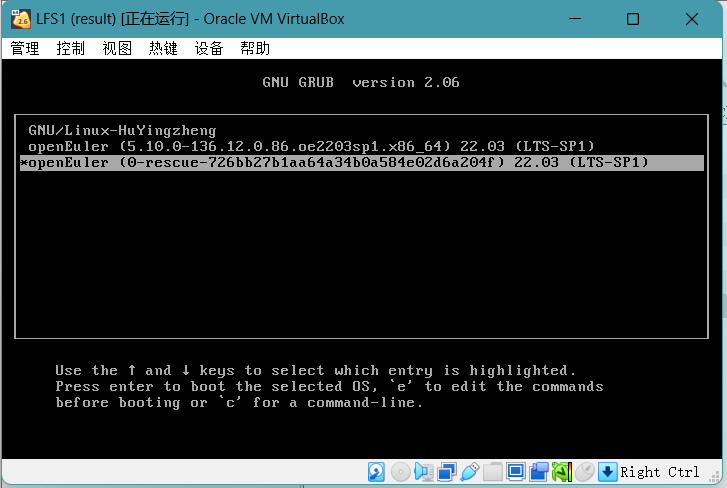 LFS1 (result) [正在运行] - Oracle VM VirtualBox
管理 控制 视图 热键 设备 帮助
GNU GRUB version 2.06
GNU/Linux-HuYingzheng
openEuler (5.10.0-136.12.0.86.oe2203sp1.x86_64) 22.03 (LTS-SP1)
*openEuler (0-rescue-726bb27b1aa64a34b0a584e02d6a204f) 22.03 (LTS-SP1)
Use the ↑ and ↓ keys to select which entry is highlighted.
Press enter to boot the selected OS, `e' to edit the commands
before booting or `c' for a command-line.
Right Ctrl